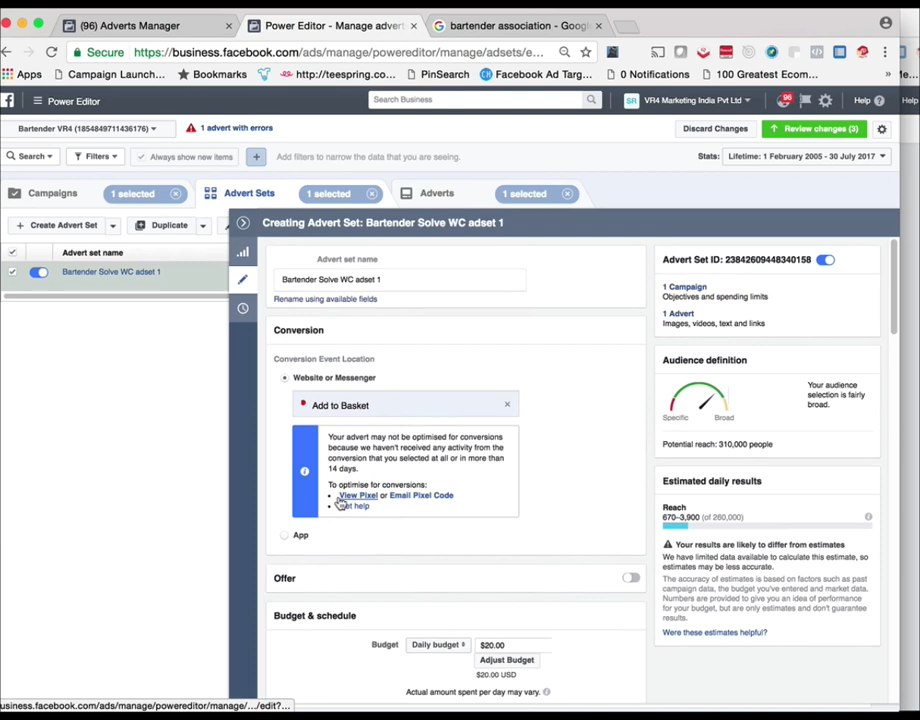 (96) Adverts Manager
Power Editor - Manage advert
bartender association - Goog
Secure https://business.facebook.com/ads/manage/powereditor/manage/adsets/e...
Apps
Campaign Launch...
Bookmarks
http://teespring.co...
PinSearch
Facebook Ad Targ...
0 Notifications
100 Greatest Ecom...
»
Power Editor
Search Business
VR4 Marketing India Pvt Ltd
96
Help
Help
Bartender VR4 (1854849711436176)
1 advert with errors
Discard Changes
Review changes (3)
Search
Filters
Always show new items
+
Add filters to narrow the data that you are seeing.
Stats:
Lifetime: 1 February 2005 - 30 July 2017
Campaigns
1 selected
Advert Sets
1 selected
Adverts
1 selected
+ Create Advert Set
Duplicate
Creating Advert Set: Bartender Solve WC adset 1
Advert set name
Bartender Solve WC adset 1
Advert set name
Bartender Solve WC adset 1
Rename using available fields
Conversion
Conversion Event Location
Website or Messenger
Add to Basket
Your advert may not be optimised for conversions
because we haven't received any activity from the
conversion that you selected at all or in more than
14 days.
To optimise for conversions:
View Pixel or Email Pixel Code
help
App
Offer
Budget & schedule
Budget
Daily budget
$20.00
Adjust Budget
$20.00 USD
Actual amount spent per day may vary.
Advert Set ID: 23842609448340158
1 Campaign
Objectives and spending limits
1 Advert
Images, videos, text and links
Audience definition
Specific
Broad
Your audience
selection is fairly
broad.
Potential reach: 310,000 people
Estimated daily results
Reach
670–3,900 (of 260,000)
Your results are likely to differ from estimates
We have limited data available to calculate this estimate, so
estimates may be less accurate.
The accuracy of estimates is based on factors such as past
campaign data, the budget you've entered and market data.
Numbers are provided to give you an idea of performance
for your budget, but are only estimates and don't guarantee
results.
Were these estimates helpful?
business.facebook.com/ads/manage/powereditor/manage/.../edit?...